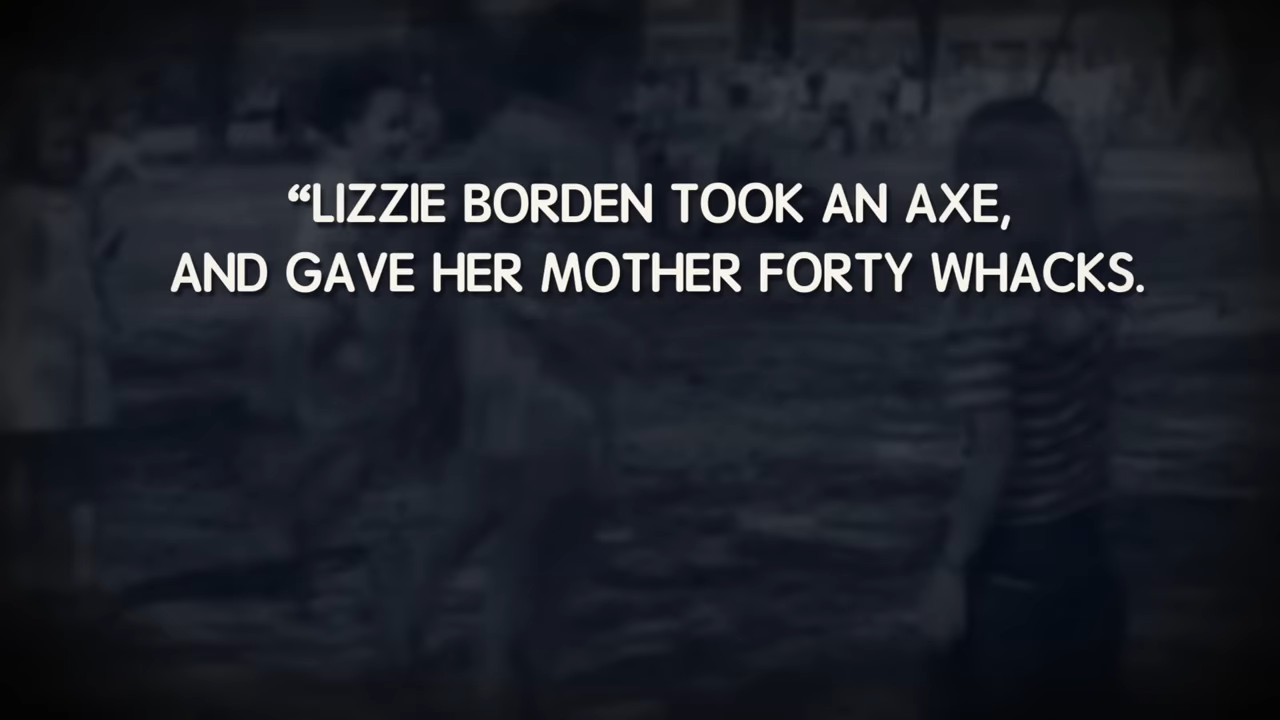 “LIZZIE BORDEN TOOK AN AXE,
AND GAVE HER MOTHER FORTY WHACKS.